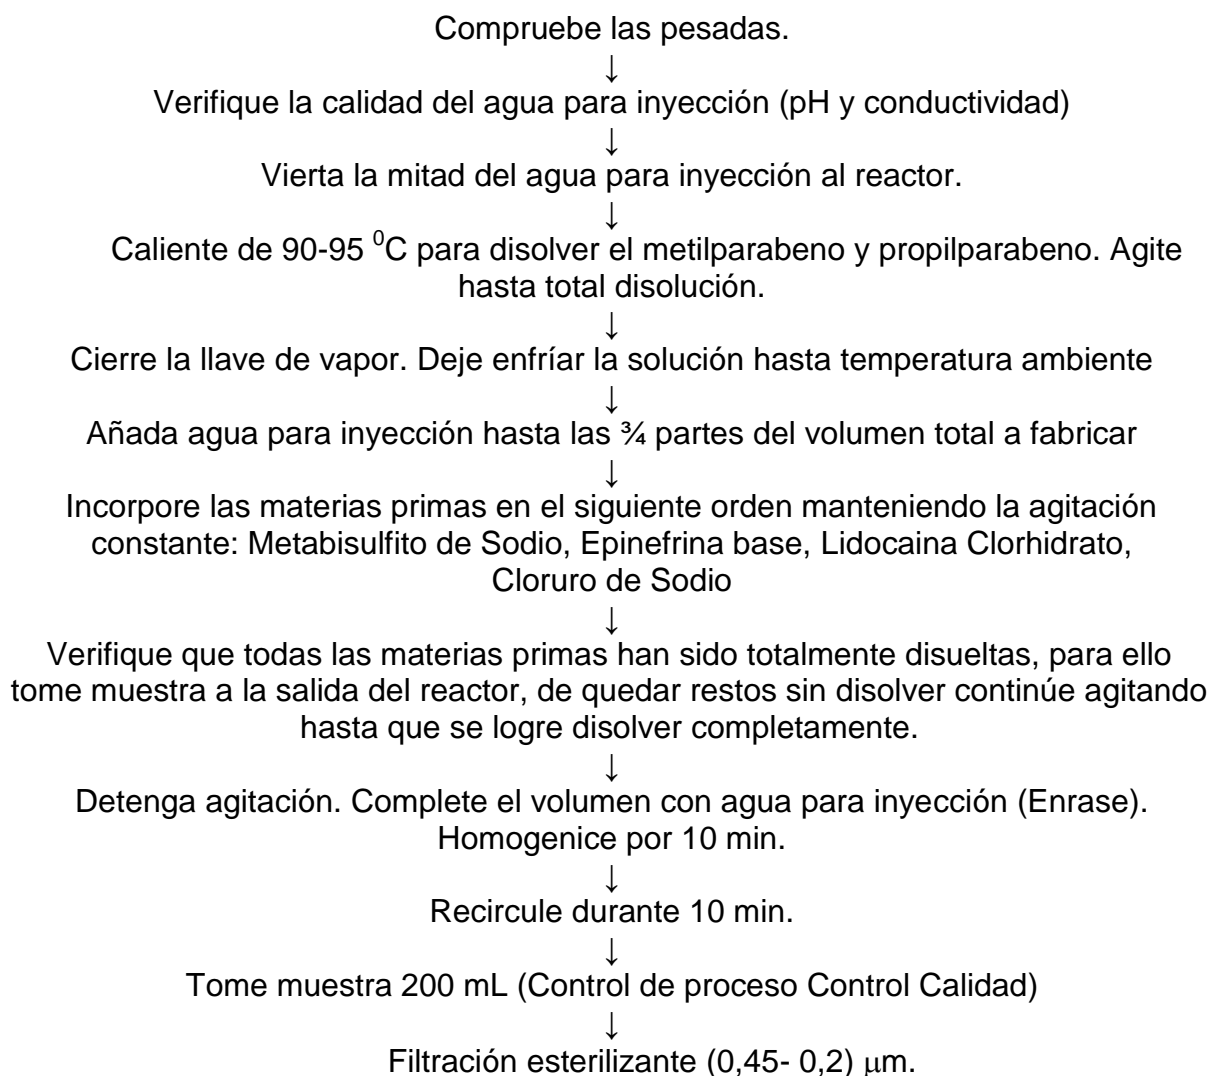 Compruebe las pesadas.
↓
Verifique la calidad del agua para inyección (pH y conductividad)
↓
Vierta la mitad del agua para inyección al reactor.
↓
Caliente de 90-95 ⁰C para disolver el metilparabeno y propilparabeno. Agite
hasta total disolución.
↓
Cierre la llave de vapor. Deje enfríar la solución hasta temperatura ambiente
↓
Añada agua para inyección hasta las ¾ partes del volumen total a fabricar
↓
Incorpore las materias primas en el siguiente orden manteniendo la agitación
constante: Metabisulfito de Sodio, Epinefrina base, Lidocaina Clorhidrato,
Cloruro de Sodio
↓
Verifique que todas las materias primas han sido totalmente disueltas, para ello
tome muestra a la salida del reactor, de quedar restos sin disolver continúe agitando
hasta que se logre disolver completamente.
↓
Detenga agitación. Complete el volumen con agua para inyección (Enrase).
Homogenice por 10 min.
↓
Recircule durante 10 min.
↓
Tome muestra 200 mL (Control de proceso Control Calidad)
↓
Filtración esterilizante (0,45- 0,2) μm.